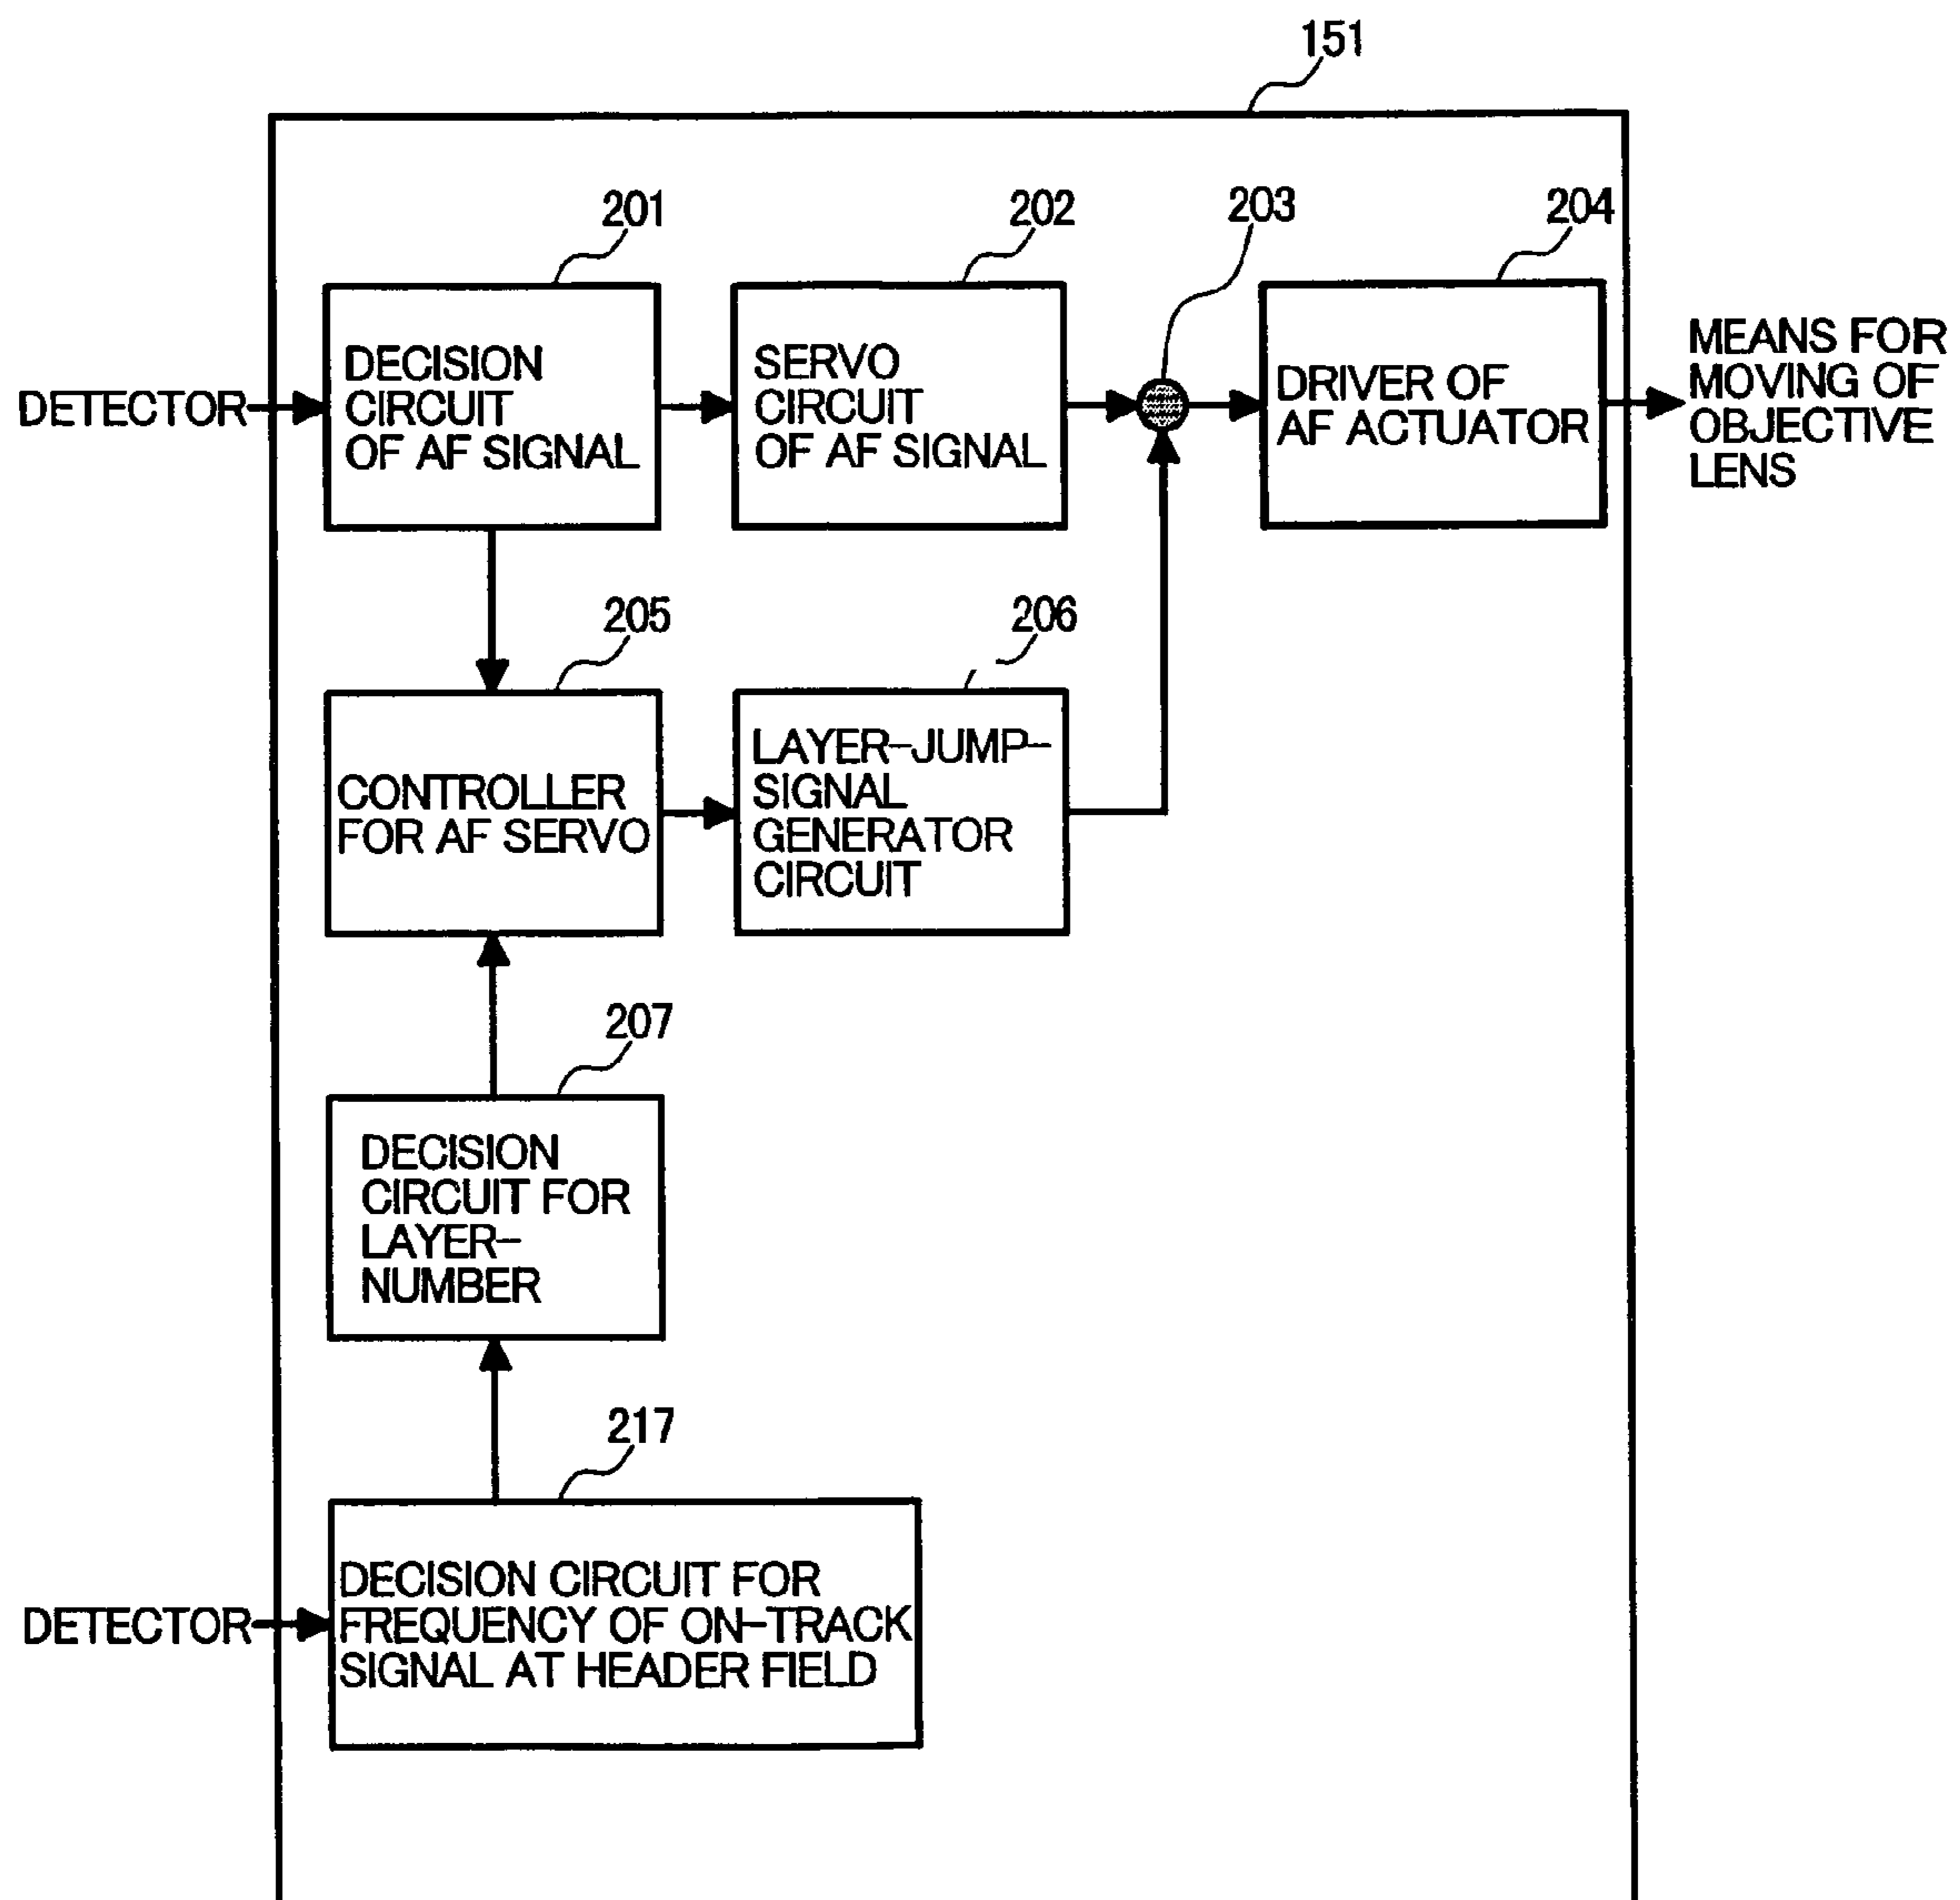 151
201
202
203
204
DETECTOR
DECISION
CIRCUIT
OF AF SIGNAL
SERVO
CIRCUIT
OF AF SIGNAL
DRIVER OF
AF ACTUATOR
MEANS FOR
MOVING OF
OBJECTIVE
LENS
205
206
CONTROLLER
FOR AF SERVO
LAYER-JUMP-
SIGNAL
GENERATOR
CIRCUIT
207
DECISION
CIRCUIT FOR
LAYER-
NUMBER
217
DETECTOR
DECISION CIRCUIT FOR
FREQUENCY OF ON-TRACK
SIGNAL AT HEADER FIELD